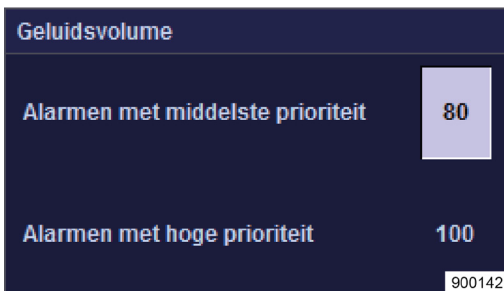 Geluidsvolume
Alarmen met middelste prioriteit 80
Alarmen met hoge prioriteit 100
900142